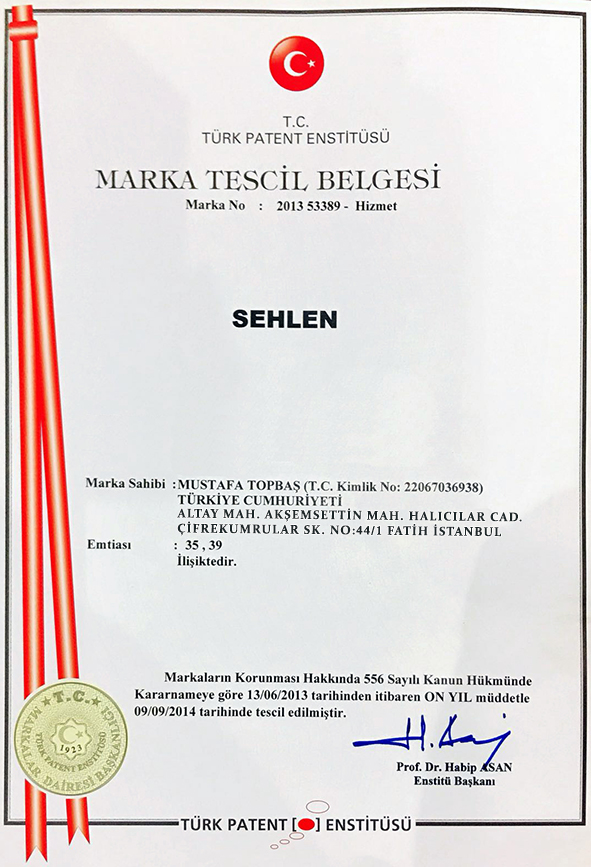 T.C.
TÜRK PATENT ENSTİTÜSÜ
MARKA TESCİL BELGESİ
Marka No : 2013 53389 - Hizmet
SEHLEN
Marka Sahibi :MUSTAFA TOPBAŞ (T.C. Kimlik No: 22067036938)
TÜRKİYE CUMHURİYETİ
ALTAY MAH. AKŞEMSETTİN MAH. HALICILAR CAD.
ÇİFREKUMRULAR SK. NO:44/1 FATİH İSTANBUL
Emtiası : 35 , 39
İlişiktedir.
Markaların Korunması Hakkında 556 Sayılı Kanun Hükmünde
Kararnameye göre 13/06/2013 tarihinden itibaren ON YIL müddetle
09/09/2014 tarihinde tescil edilmiştir.
T.C.
TÜRK PATENT ENSTİTÜSÜ
1923
MARKALAR DAİRESİ BAŞKANLIĞI
Prof. Dr. Habip ASAN
Enstitü Başkanı
TÜRK PATENT [ ] ENSTİTÜSÜ